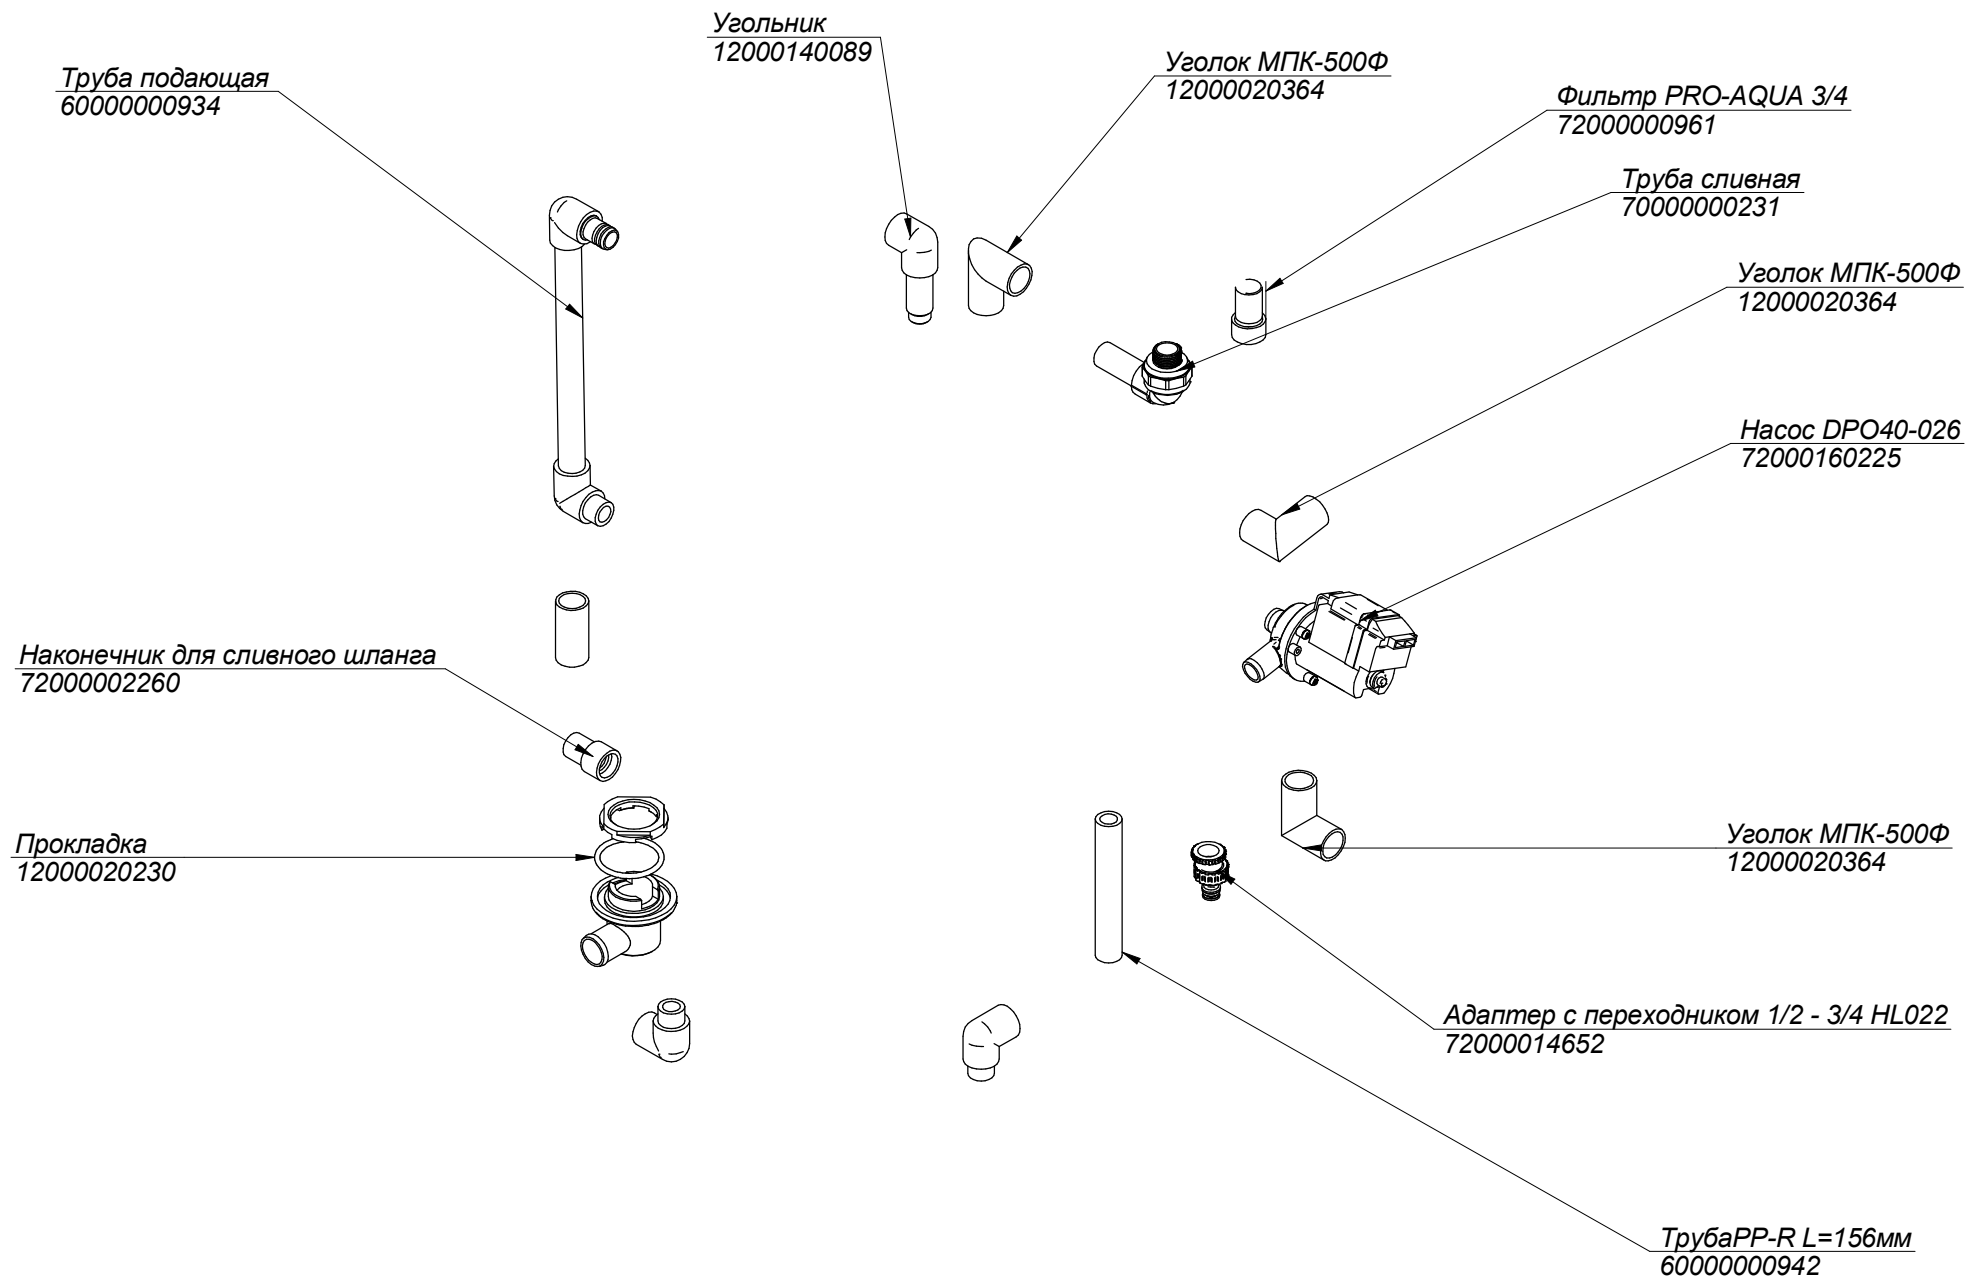 Угольник
12000140089
Уголок МПК-500Ф
12000020364
Труба подающая
60000000934
Фильтр PRO-AQUA 3/4
72000000961
Труба сливная
70000000231
Уголок МПК-500Ф
12000020364
Насос DPO40-026
72000160225
Наконечник для сливного шланга
72000002260
Прокладка
12000020230
Уголок МПК-500Ф
12000020364
Адаптер с переходником 1/2 - 3/4 HL022
72000014652
ТрубаPP-R L=156мм
60000000942